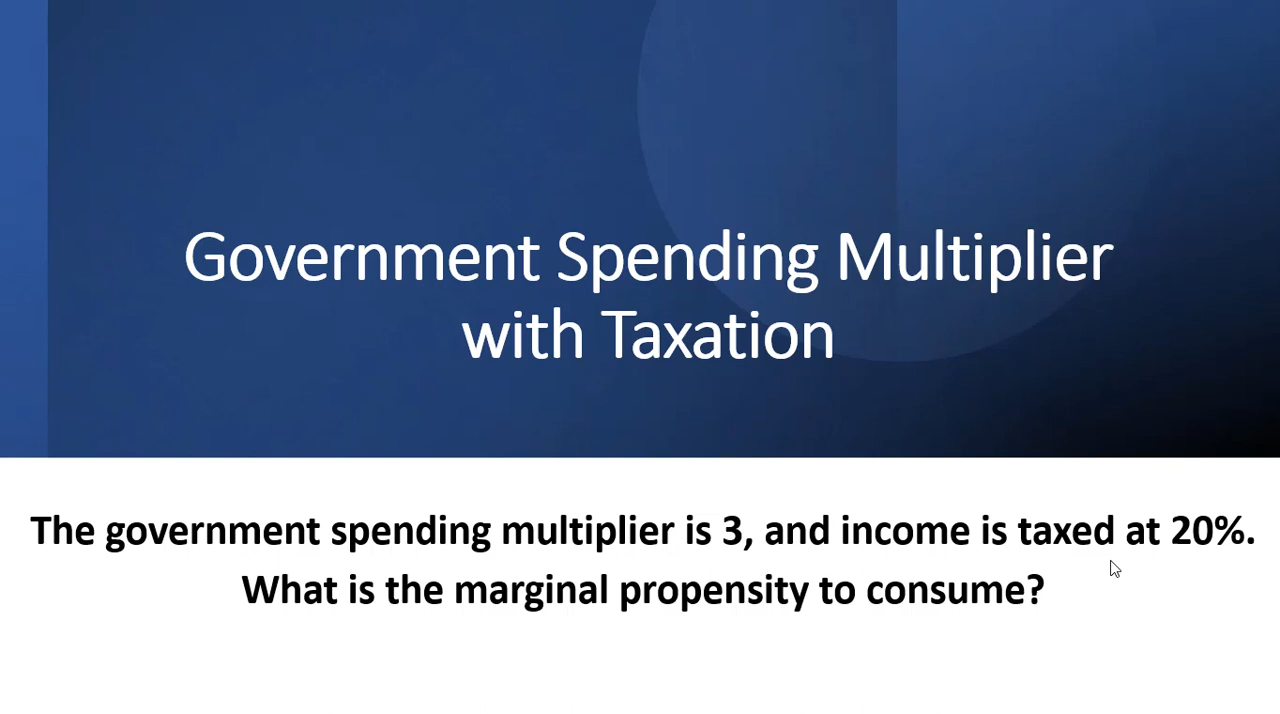 Government Spending Multiplier
with Taxation
The government spending multiplier is 3, and income is taxed at 20%.
What is the marginal propensity to consume?